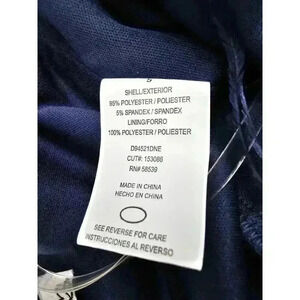 SHELL/EXTERIOR
95% POLYESTER / POLIESTER
5% SPANDEX / SPANDEX
LINING/FORRO
100% POLYESTER / POLIESTER
D94521DNE
CUT#: 153086
RN# 58539
MADE IN CHINA
HECHO EN CHINA
SEE REVERSE FOR CARE
INSTRUCCIONES AL REVERSO